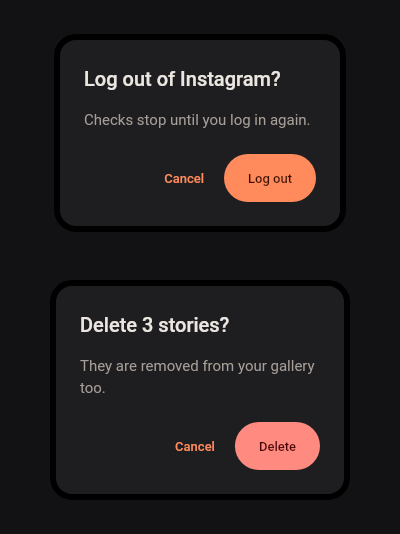 Log out of Instagram?
Checks stop until you log in again.
Cancel
Log out
Delete 3 stories?
They are removed from your gallery
too.
Cancel
Delete